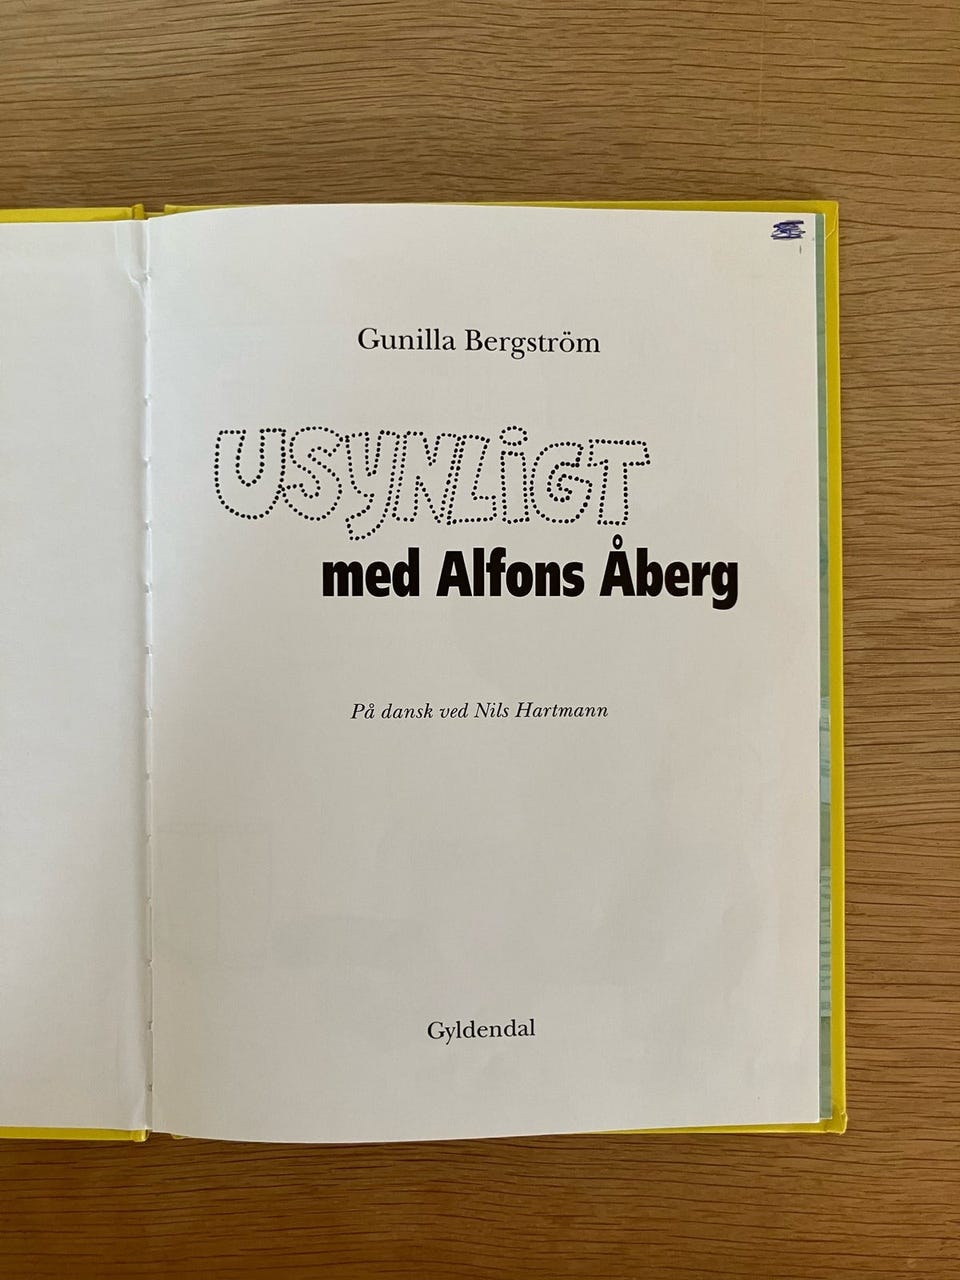 Gunilla Bergström
USYNLIGT
med Alfons Åberg
På dansk ved Nils Hartmann
Gyldendal